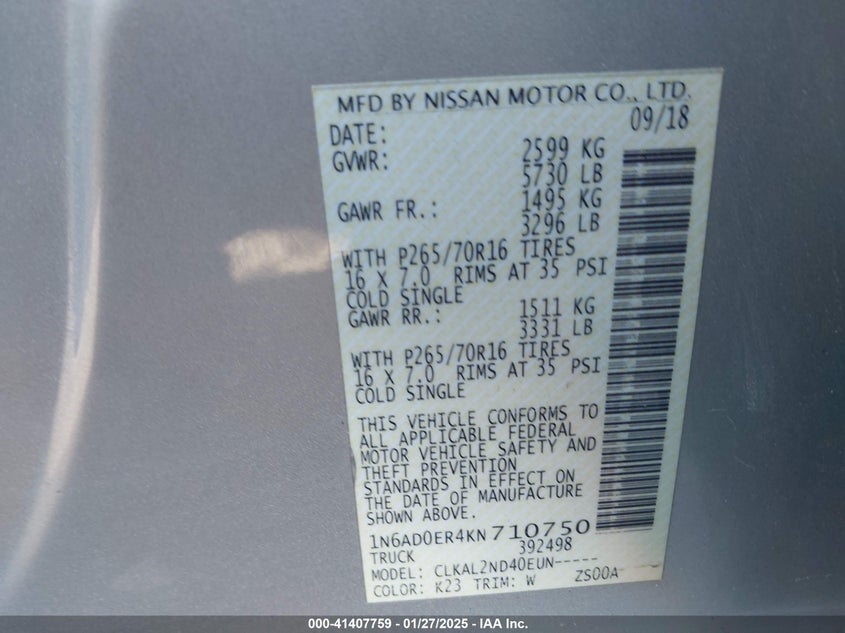 MFD BY NISSAN MOTOR CO., LTD.
DATE: 09/18
GVWR: 2599 KG
5730 LB
GAWR FR.: 1495 KG
3296 LB
WITH P265/70R16 TIRES
16 X 7.0 RIMS AT 35 PSI
COLD SINGLE
GAWR RR.: 1511 KG
3331 LB
WITH P265/70R16 TIRES
16 X 7.0 RIMS AT 35 PSI
COLD SINGLE
THIS VEHICLE CONFORMS TO
ALL APPLICABLE FEDERAL
MOTOR VEHICLE SAFETY AND
THEFT PREVENTION
STANDARDS IN EFFECT ON
THE DATE OF MANUFACTURE
SHOWN ABOVE.
1N6AD0ER4KN710750
TRUCK 392498
MODEL: CLKAL2ND40EUN-----
COLOR: K23 TRIM: W ZS00A
000-41407759 | 01/27/2025 - IAA Inc.